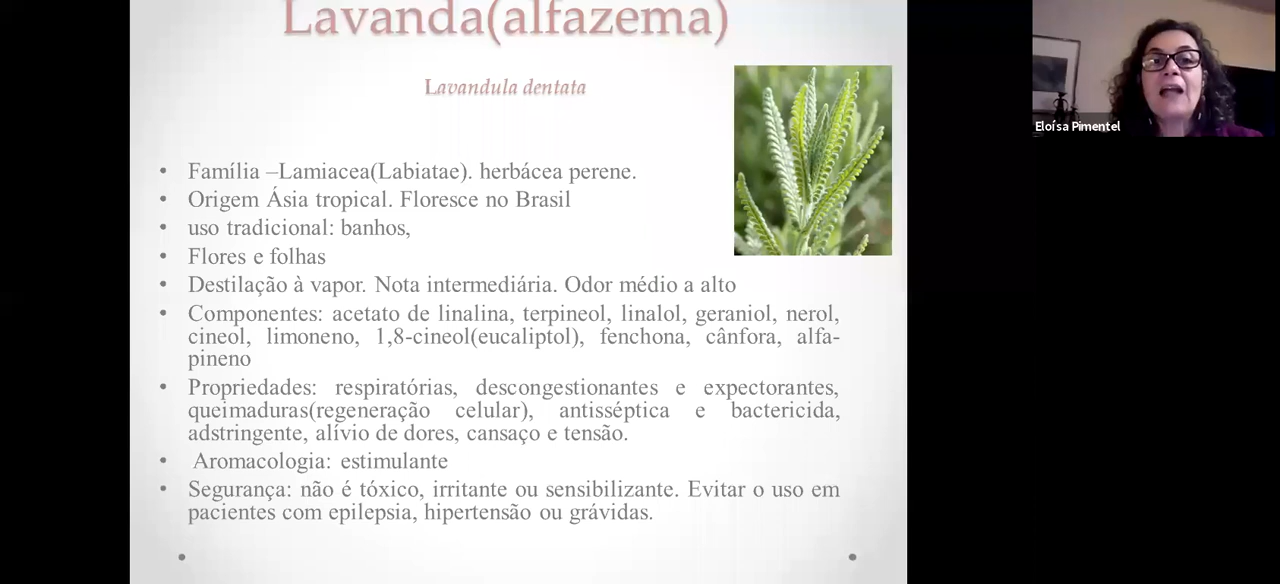 Lavanda(alfazema)
Lavandula dentata
Eloísa Pimentel
• Família –Lamiacea(Labiatae). herbácea perene.
• Origem Ásia tropical. Floresce no Brasil
• uso tradicional: banhos,
• Flores e folhas
• Destilação à vapor. Nota intermediária. Odor médio a alto
• Componentes: acetato de linalina, terpineol, linalol, geraniol, nerol,
cineol, limoneno, 1,8-cineol(eucaliptol), fenchona, cânfora, alfa-
pineno
• Propriedades: respiratórias, descongestionantes e expectorantes,
queimaduras(regeneração celular), antisséptica e bactericida,
adstringente, alívio de dores, cansaço e tensão.
• Aromacologia: estimulante
• Segurança: não é tóxico, irritante ou sensibilizante. Evitar o uso em
pacientes com epilepsia, hipertensão ou grávidas.